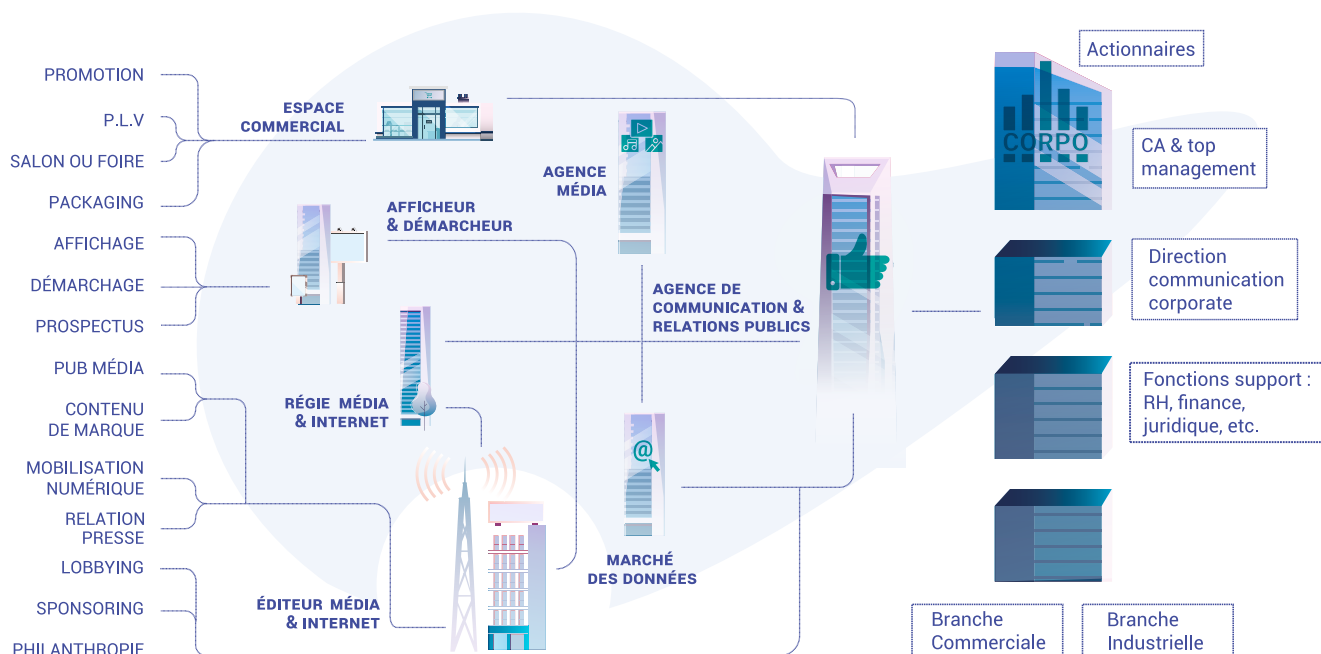 PROMOTION
P.L.V
SALON OU FOIRE
PACKAGING
AFFICHAGE
DÉMARCHAGE
PROSPECTUS
PUB MÉDIA
CONTENU
DE MARQUE
MOBILISATION
NUMÉRIQUE
RELATION
PRESSE
LOBBYING
SPONSORING
PHILANTHROPIE
ESPACE
COMMERCIAL
AFFICHEUR
& DÉMARCHEUR
RÉGIE MÉDIA
& INTERNET
ÉDITEUR MÉDIA
& INTERNET
AGENCE
MÉDIA
AGENCE DE
COMMUNICATION &
RELATIONS PUBLICS
@
MARCHÉ
DES DONNÉES
Actionnaires
CORPO
CA & top
management
Direction
communication
corporate
Fonctions support :
RH, finance,
juridique, etc.
Branche
Commerciale
Branche
Industrielle